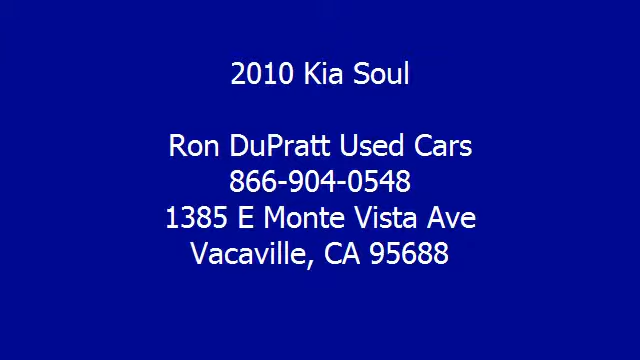 2010 Kia Soul
Ron DuPratt Used Cars
866-904-0548
1385 E Monte Vista Ave
Vacaville, CA 95688